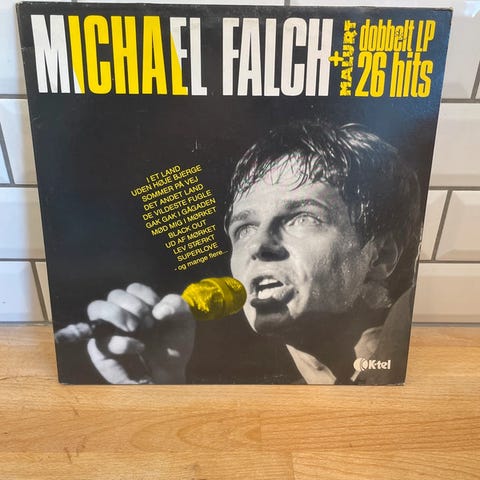 MICHAEL FALCH
+ MALURT
dobbelt LP
26 hits
I ET LAND
UDEN HØJE BJERGE
SOMMER PÅ VEJ
DET ANDET LAND
DE VILDESTE FUGLE
GAK GAK I GÅGADEN
MØD MIG I MØRKET
BLACK OUT
UD AF MØRKET
LEV STÆRKT
SUPERLOVE
- og mange flere...
K-tel